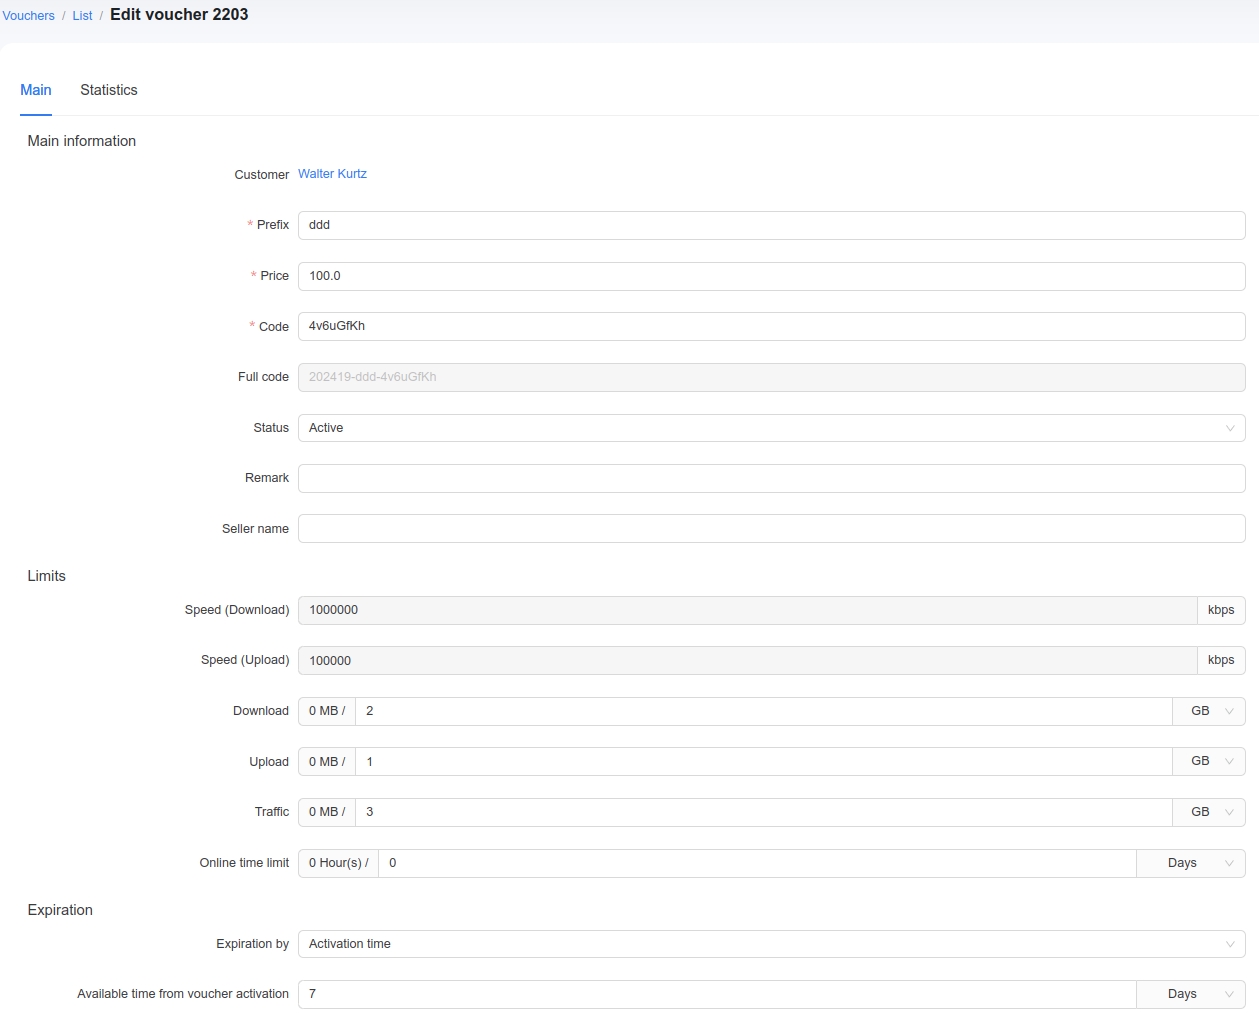 Vouchers / List / Edit voucher 2203
Main Statistics
Main information
Customer Walter Kurtz
* Prefix ddd
* Price 100.0
* Code 4v6uGfKh
Full code 202419-ddd-4v6uGfKh
Status Active
Remark
Seller name
Limits
Speed (Download) 1000000 kbps
Speed (Upload) 100000 kbps
Download 0 MB / 2 GB
Upload 0 MB / 1 GB
Traffic 0 MB / 3 GB
Online time limit 0 Hour(s) / 0 Days
Expiration
Expiration by Activation time
Available time from voucher activation 7 Days